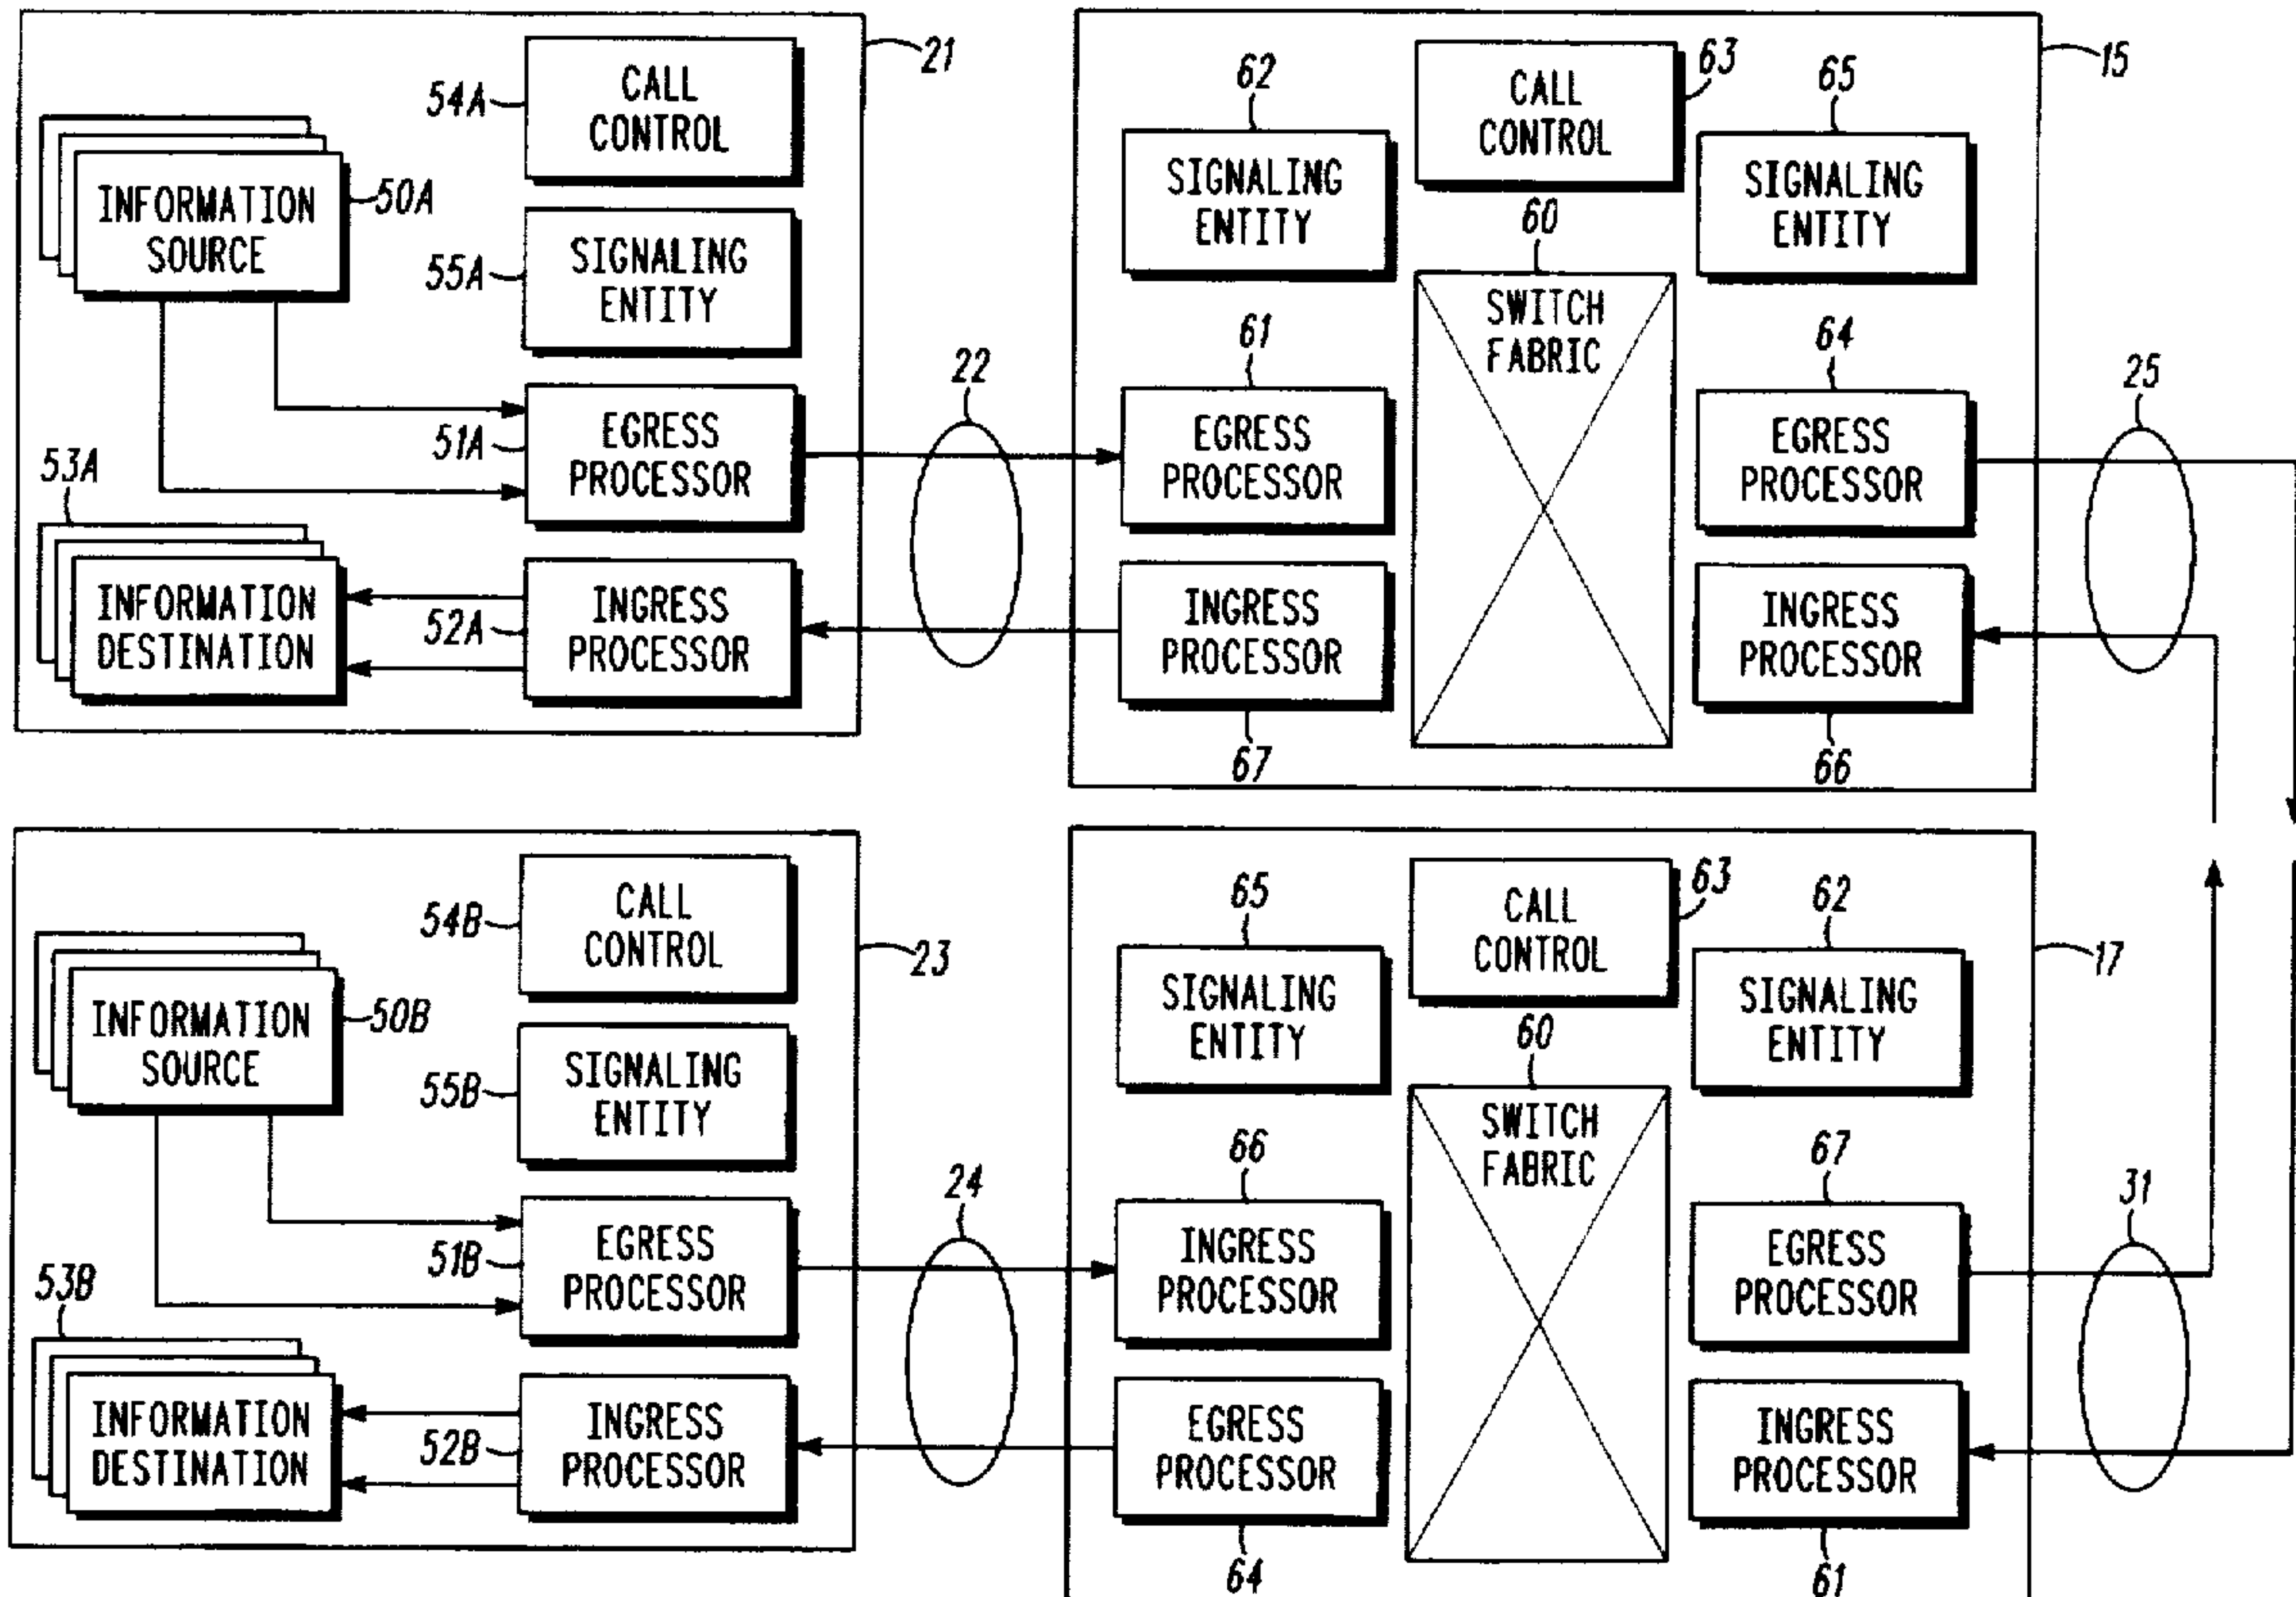 21
54A
CALL
CONTROL
INFORMATION
SOURCE
50A
55A
SIGNALING
ENTITY
51A
EGRESS
PROCESSOR
53A
INFORMATION
DESTINATION
52A
INGRESS
PROCESSOR
22
15
62
SIGNALING
ENTITY
CALL
CONTROL
63
65
SIGNALING
ENTITY
60
SWITCH
FABRIC
61
EGRESS
PROCESSOR
64
EGRESS
PROCESSOR
INGRESS
PROCESSOR
67
INGRESS
PROCESSOR
66
25
23
54B
CALL
CONTROL
INFORMATION
SOURCE
50B
55B
SIGNALING
ENTITY
51B
EGRESS
PROCESSOR
53B
INFORMATION
DESTINATION
52B
INGRESS
PROCESSOR
24
17
65
SIGNALING
ENTITY
CALL
CONTROL
63
62
SIGNALING
ENTITY
60
SWITCH
FABRIC
66
INGRESS
PROCESSOR
67
EGRESS
PROCESSOR
EGRESS
PROCESSOR
64
INGRESS
PROCESSOR
61
31